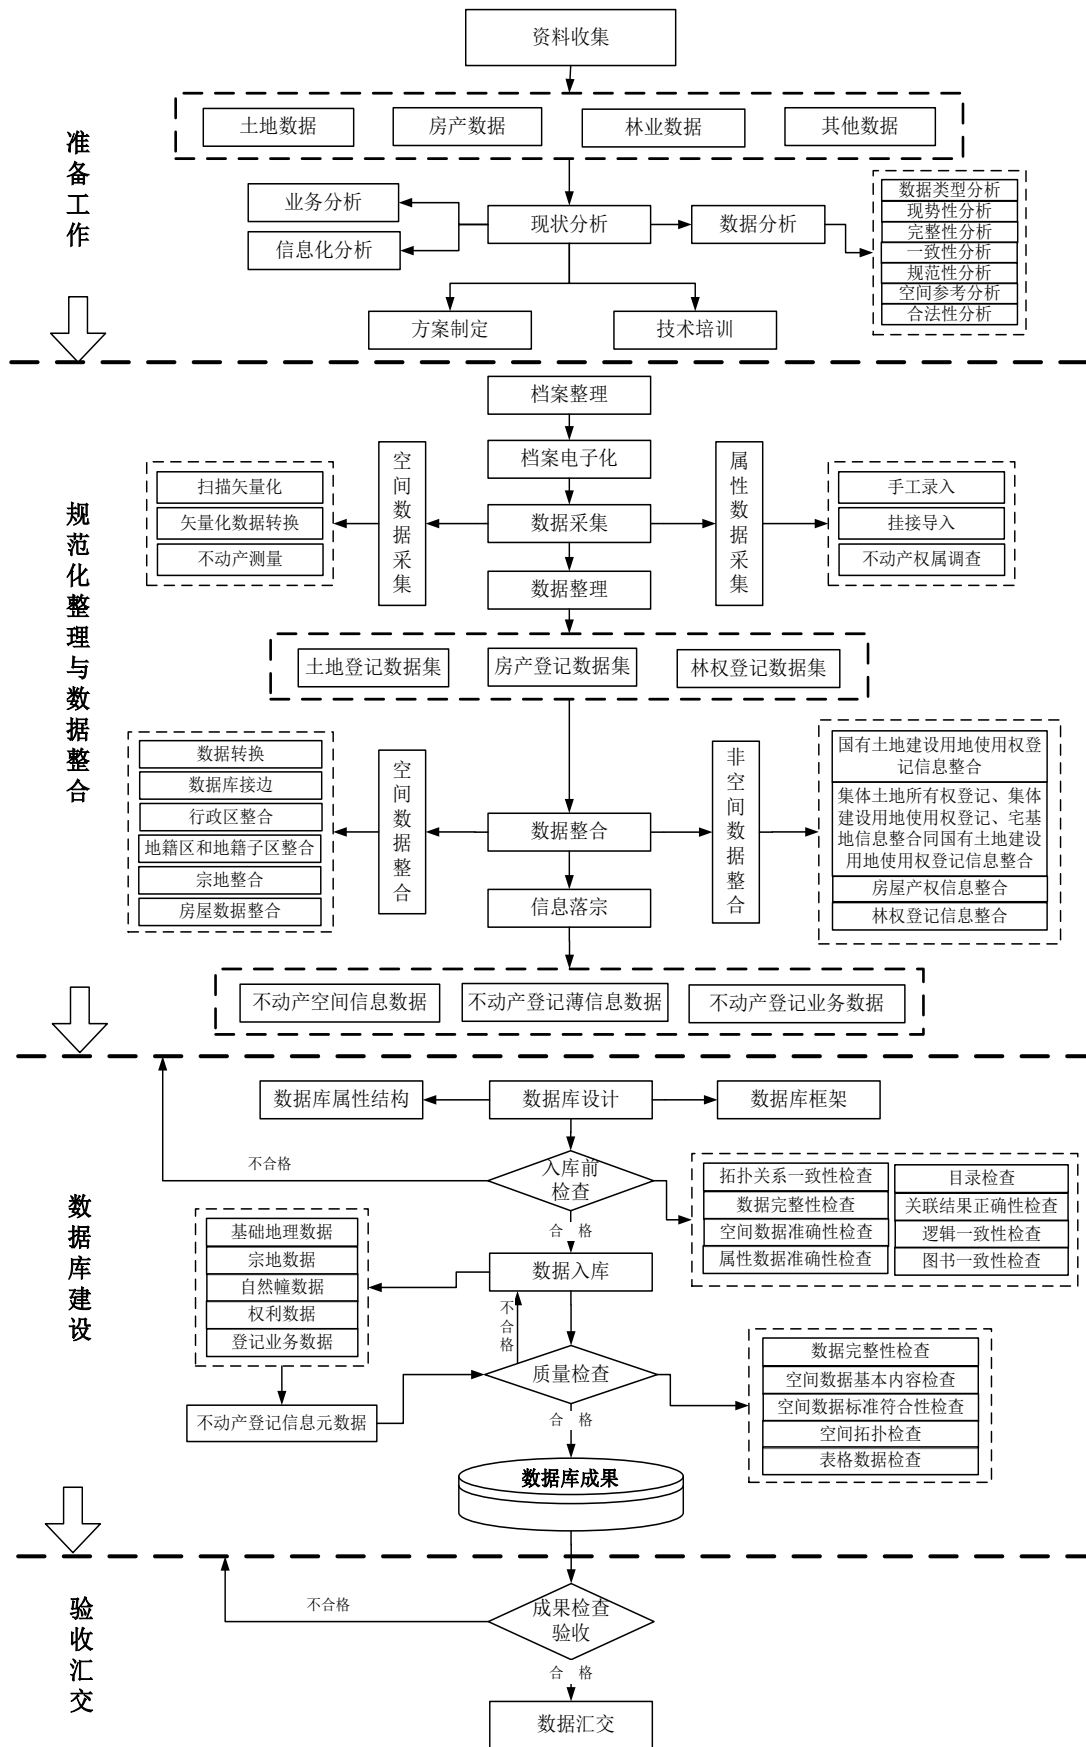 资料收集
土地数据
房产数据
林业数据
其他数据
准备工作
业务分析
信息化分析
现状分析
数据分析
数据类型分析
现势性分析
完整性分析
一致性分析
规范性分析
空间参考分析
合法性分析
方案制定
技术培训
规范化整理与数据整合
档案整理
档案电子化
数据采集
数据整理
空间数据采集
扫描矢量化
矢量化数据转换
不动产测量
属性数据采集
手工录入
挂接导入
不动产权属调查
土地登记数据集
房产登记数据集
林权登记数据集
数据转换
数据库接边
行政区整合
地籍区和地籍子区整合
宗地整合
房屋数据整合
空间数据整合
数据整合
信息落宗
非空间数据整合
国有土地建设用地使用权登
记信息整合
集体土地所有权登记、集体
建设用地使用权登记、宅基
地信息整合同国有土地建设
用地使用权登记信息整合
房屋产权信息整合
林权登记信息整合
不动产空间信息数据
不动产登记薄信息数据
不动产登记业务数据
数据库建设
数据库属性结构
数据库设计
数据库框架
不合格
入库前
检查
合 格
拓扑关系一致性检查
数据完整性检查
空间数据准确性检查
属性数据准确性检查
目录检查
关联结果正确性检查
逻辑一致性检查
图书一致性检查
基础地理数据
宗地数据
自然幢数据
权利数据
登记业务数据
数据入库
不合格
不动产登记信息元数据
质量检查
合 格
数据完整性检查
空间数据基本内容检查
空间数据标准符合性检查
空间拓扑检查
表格数据检查
数据库成果
验收汇交
不合格
成果检查
验收
合 格
数据汇交